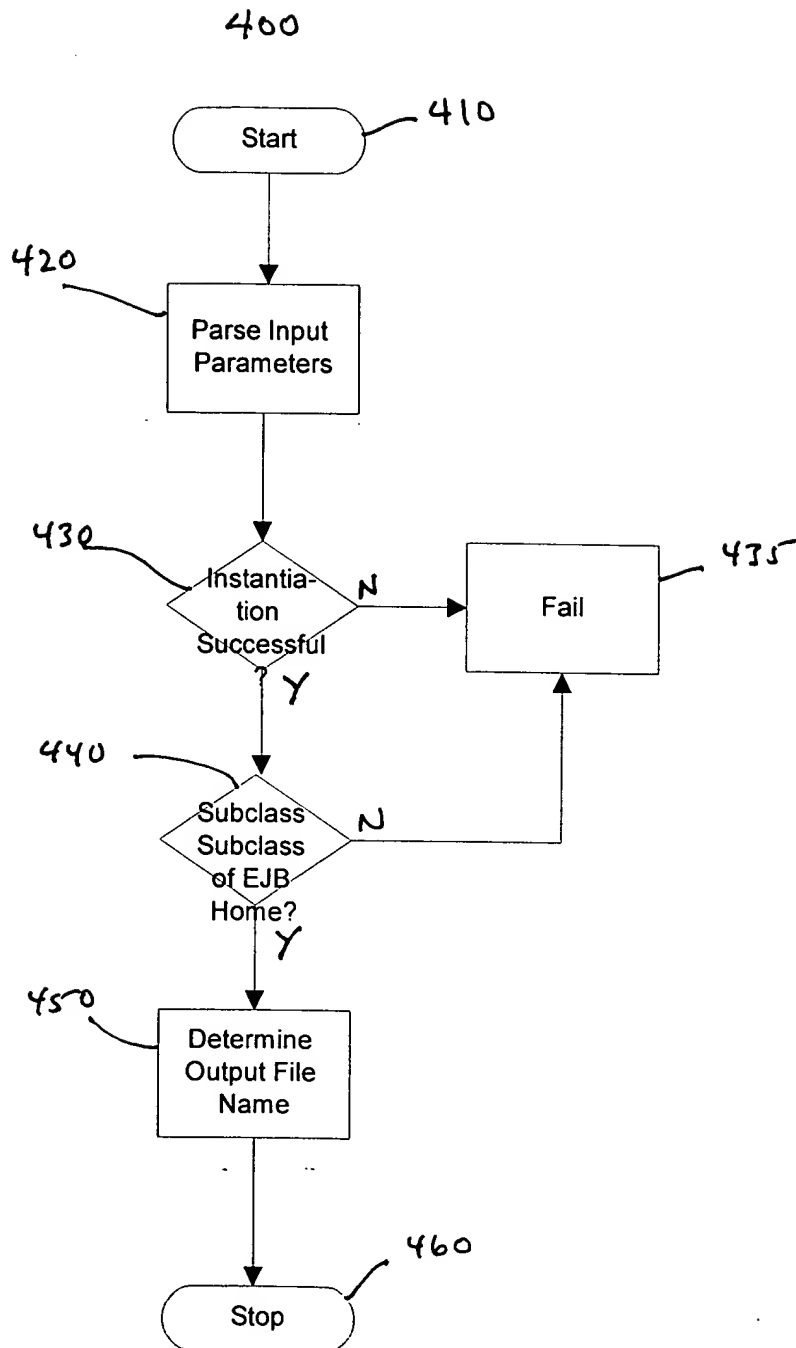 400
Start
410
420
Parse Input
Parameters
430
Instantia-
tion
Successful
?
N
Y
Fail
435
440
Subclass
Subclass
of EJB
Home?
N
Y
450
Determine
Output File
Name
460
Stop